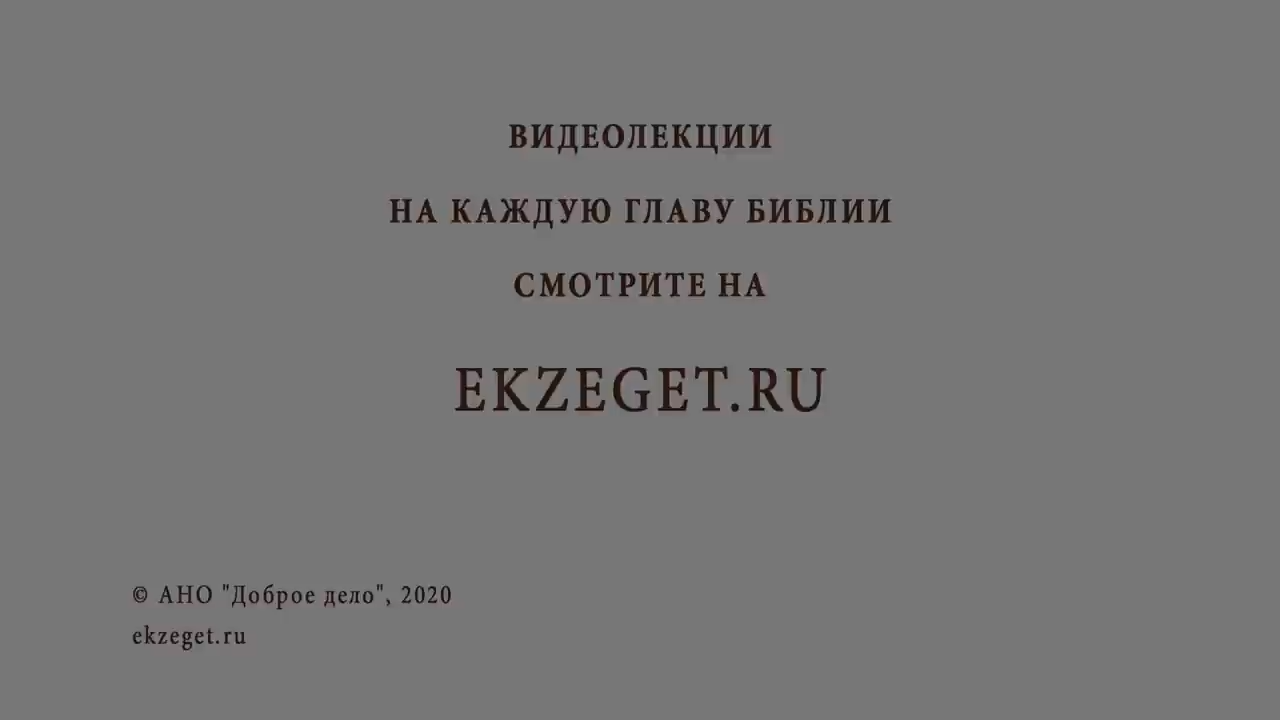 ВИДЕОЛЕКЦИИ
НА КАЖДУЮ ГЛАВУ БИБЛИИ
СМОТРИТЕ НА
EKZEGET.RU
© АНО "Доброе дело", 2020
ekzeget.ru